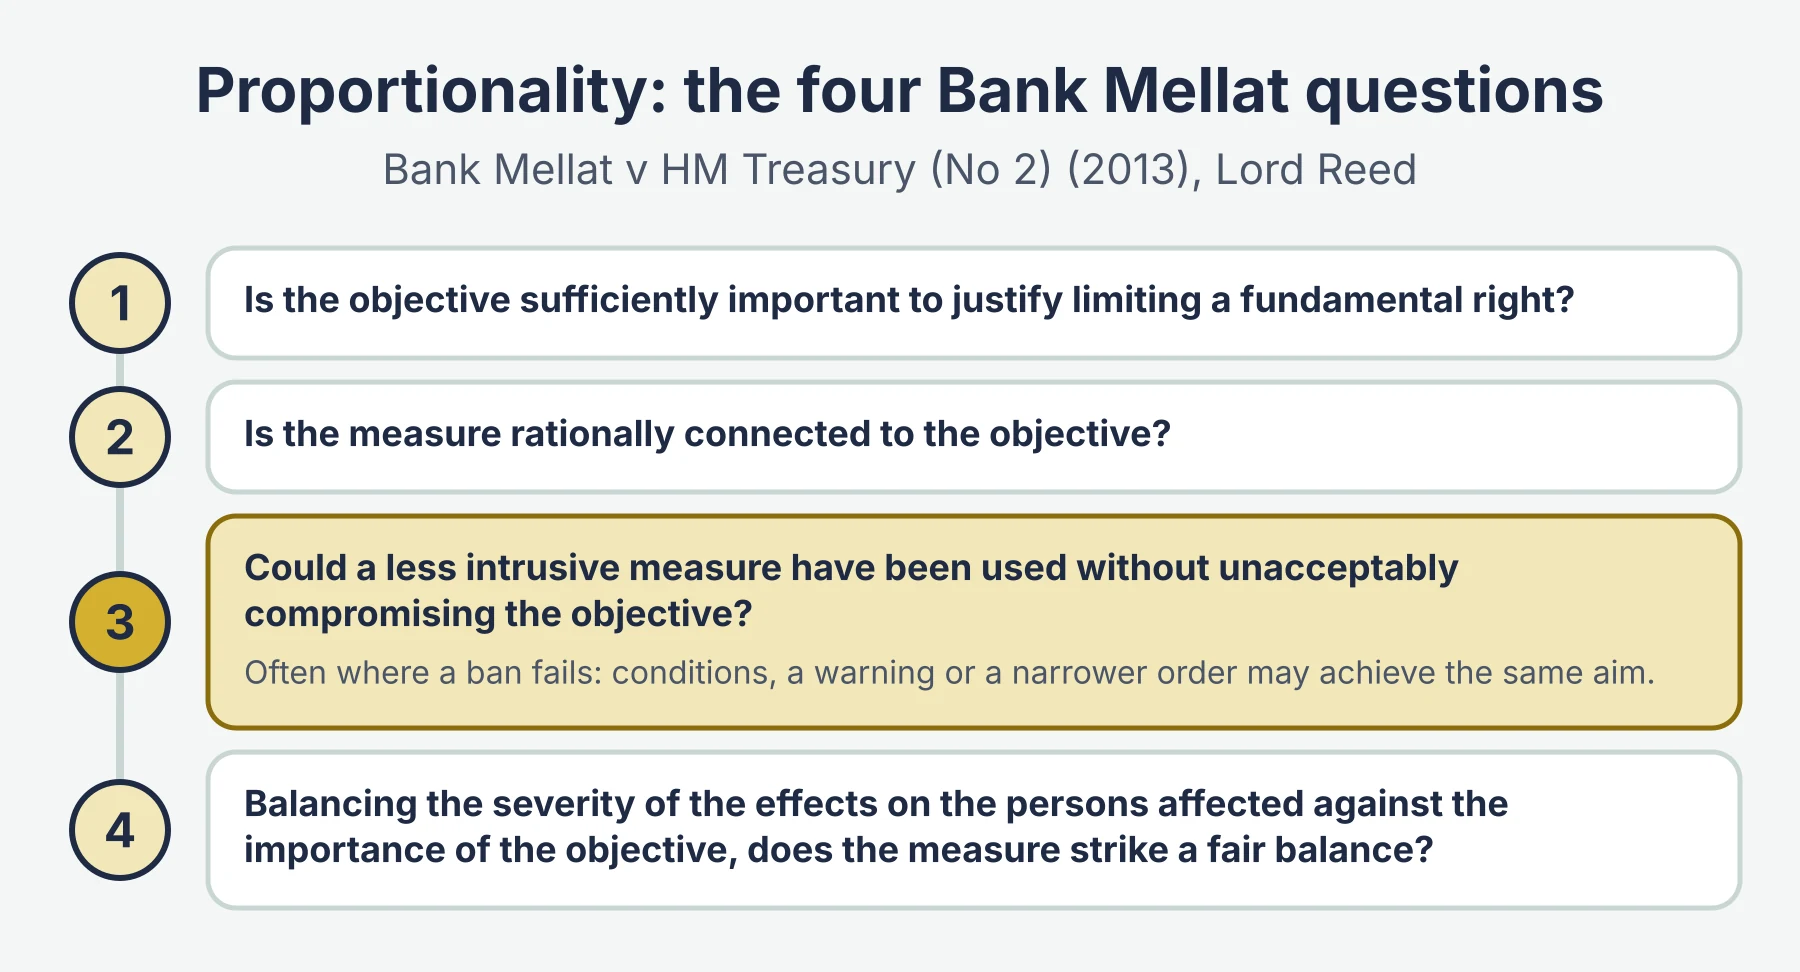 Proportionality: the four Bank Mellat questions
Bank Mellat v HM Treasury (No 2) (2013), Lord Reed
1
Is the objective sufficiently important to justify limiting a fundamental right?
2
Is the measure rationally connected to the objective?
3
Could a less intrusive measure have been used without unacceptably
compromising the objective?
Often where a ban fails: conditions, a warning or a narrower order may achieve the same aim.
4
Balancing the severity of the effects on the persons affected against the
importance of the objective, does the measure strike a fair balance?